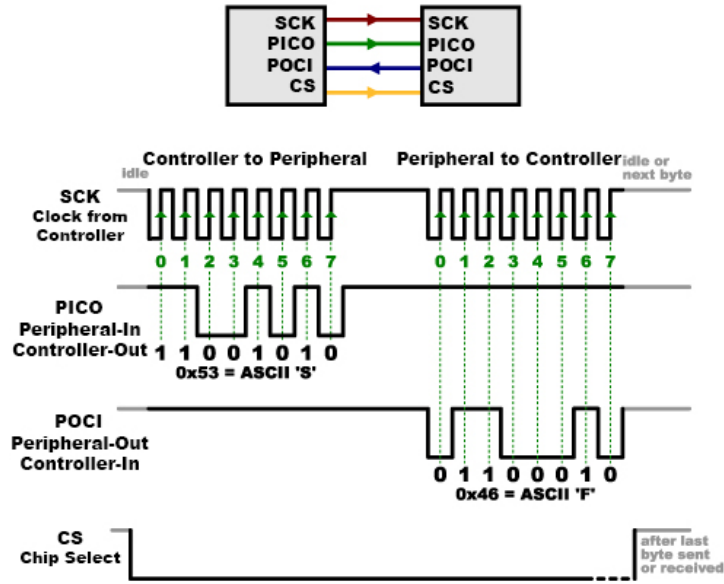 SCK SCK
PICO PICO
POCI POCI
CS CS
Controller to Peripheral Peripheral to Controller
idle
idle or
next byte
SCK
Clock from
Controller
0 1 2 3 4 5 6 7 0 1 2 3 4 5 6 7
PICO
Peripheral-In
Controller-Out
1 1 0 0 1 0 1 0
0x53 = ASCII 'S'
POCI
Peripheral-Out
Controller-In
0 1 1 0 0 0 1 0
0x46 = ASCII 'F'
CS
Chip Select
after last
byte sent
or received